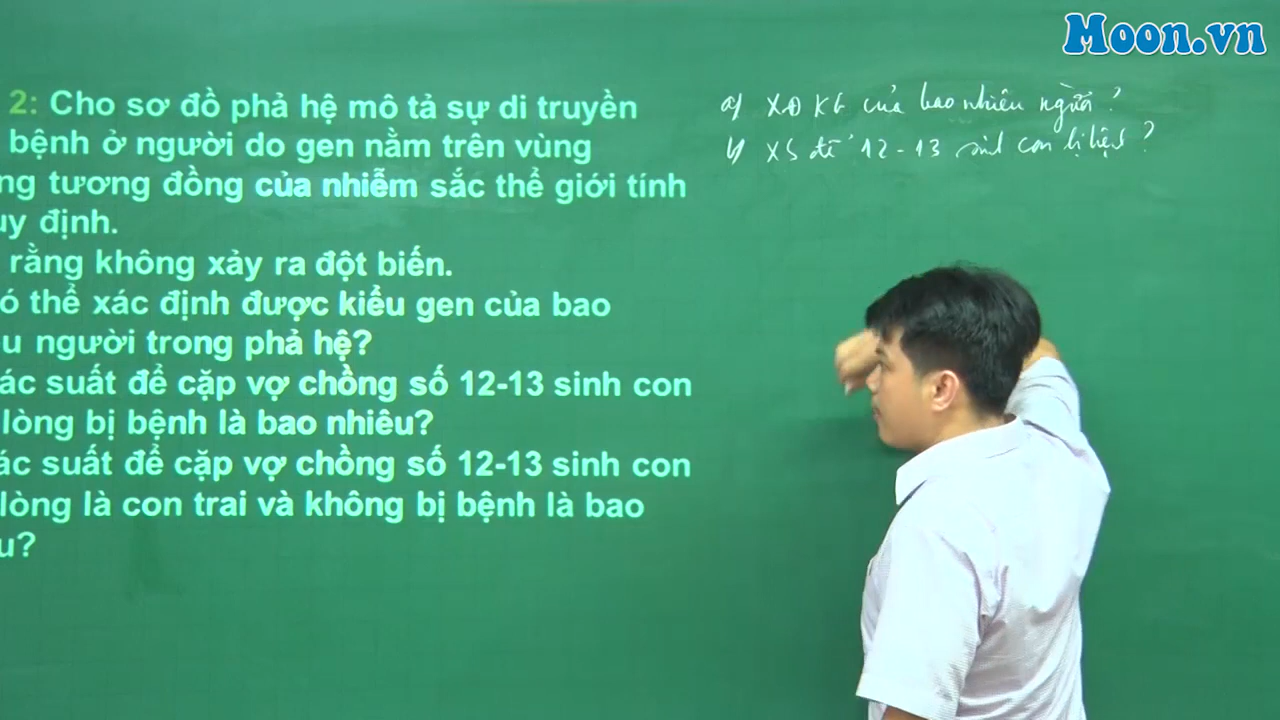 Moon.vn
2: Cho sơ đồ phả hệ mô tả sự di truyền
bệnh ở người do gen nằm trên vùng
ng tương đồng của nhiễm sắc thể giới tính
uy định.
rằng không xảy ra đột biến.
ó thể xác định được kiểu gen của bao
u người trong phả hệ?
ác suất để cặp vợ chồng số 12-13 sinh con
lòng bị bệnh là bao nhiêu?
ác suất để cặp vợ chồng số 12-13 sinh con
lòng là con trai và không bị bệnh là bao
u?
a) XĐ KG của bao nhiêu người?
b) XS để 12-13 sinh con bị bệnh?